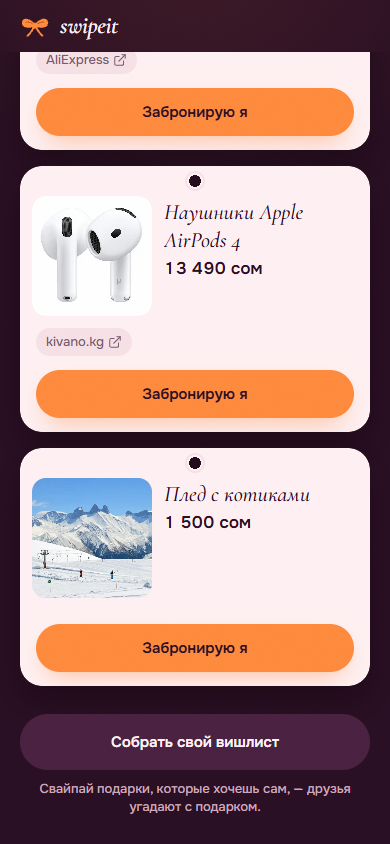 swipeit
AliExpress
Забронирую я
Наушники Apple
AirPods 4
13 490 сом
kivano.kg
Забронирую я
Плед с котиками
1 500 сом
Забронирую я
Собрать свой вишлист
Свайпай подарки, которые хочешь сам, — друзья
угадают с подарком.